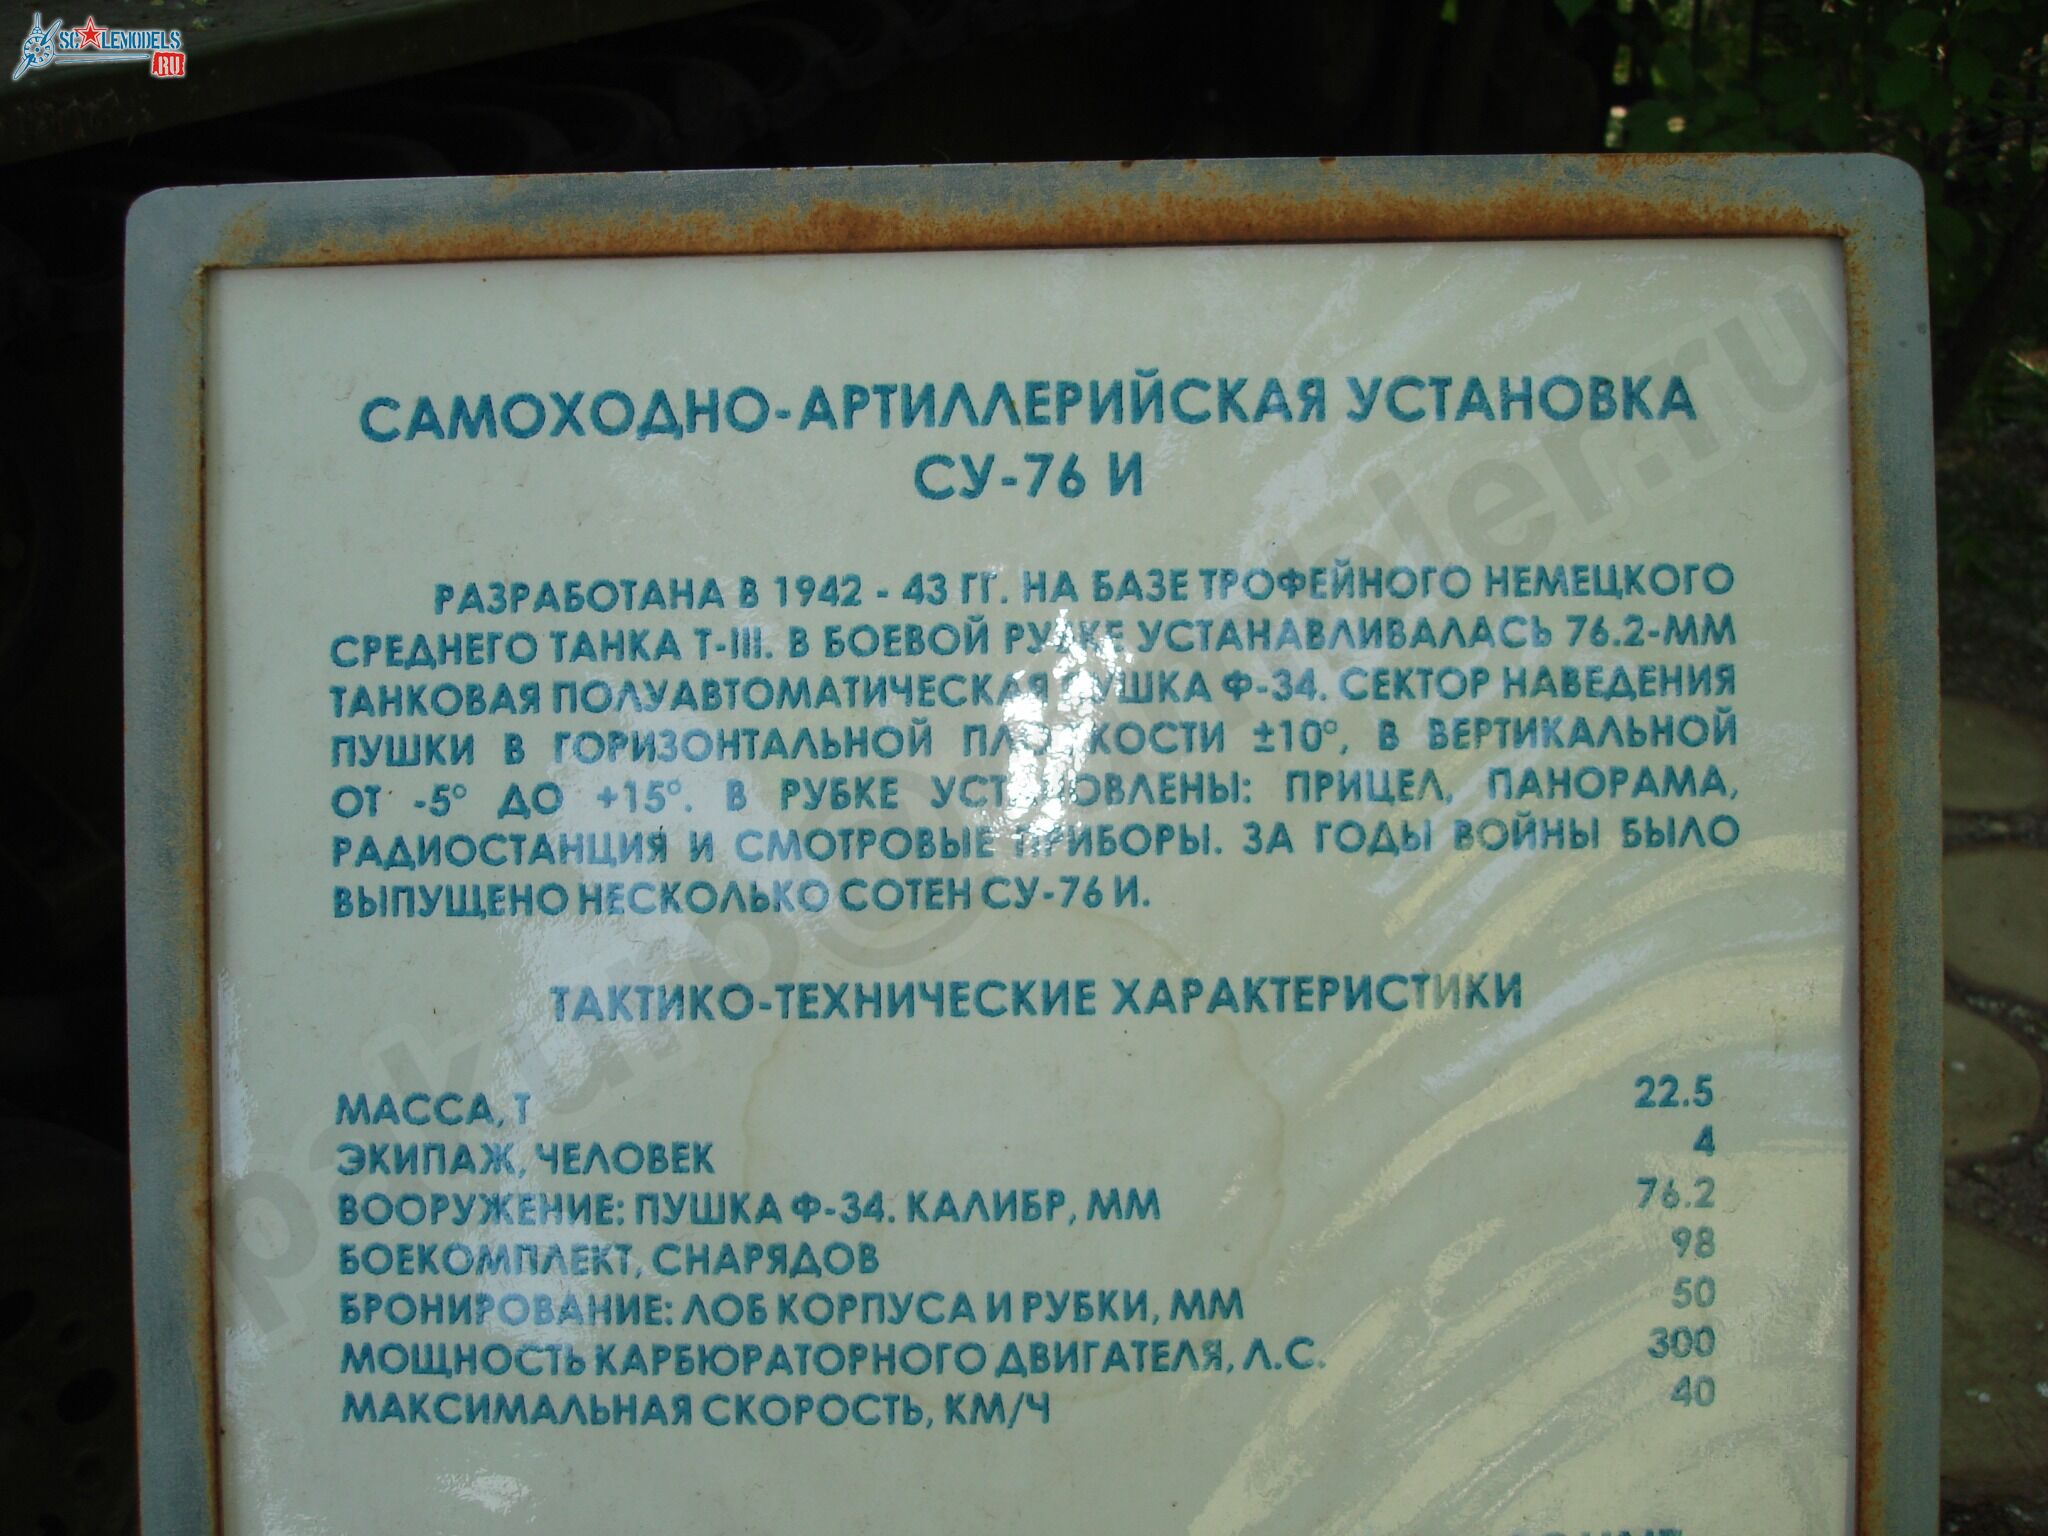 SCALEMODELS
RU
САМОХОДНО-АРТИЛЛЕРИЙСКАЯ УСТАНОВКА
СУ-76 И
РАЗРАБОТАНА В 1942 - 43 ГГ. НА БАЗЕ ТРОФЕЙНОГО НЕМЕЦКОГО
СРЕДНЕГО ТАНКА Т-III. В БОЕВОЙ РУБКЕ УСТАНАВЛИВАЛАСЬ 76.2-ММ
ТАНКОВАЯ ПОЛУАВТОМАТИЧЕСКАЯ ПУШКА Ф-34. СЕКТОР НАВЕДЕНИЯ
ПУШКИ В ГОРИЗОНТАЛЬНОЙ ПЛОСКОСТИ ±10°, В ВЕРТИКАЛЬНОЙ
ОТ -5° ДО +15°. В РУБКЕ УСТАНОВЛЕНЫ: ПРИЦЕЛ, ПАНОРАМА,
РАДИОСТАНЦИЯ И СМОТРОВЫЕ ПРИБОРЫ. ЗА ГОДЫ ВОЙНЫ БЫЛО
ВЫПУЩЕНО НЕСКОЛЬКО СОТЕН СУ-76 И.
ТАКТИКО-ТЕХНИЧЕСКИЕ ХАРАКТЕРИСТИКИ
МАССА, Т 22.5
ЭКИПАЖ, ЧЕЛОВЕК 4
ВООРУЖЕНИЕ: ПУШКА Ф-34. КАЛИБР, ММ 76.2
БОЕКОМПЛЕКТ, СНАРЯДОВ 98
БРОНИРОВАНИЕ: ЛОБ КОРПУСА И РУБКИ, ММ 50
МОЩНОСТЬ КАРБЮРАТОРНОГО ДВИГАТЕЛЯ, Л.С. 300
МАКСИМАЛЬНАЯ СКОРОСТЬ, КМ/Ч 40